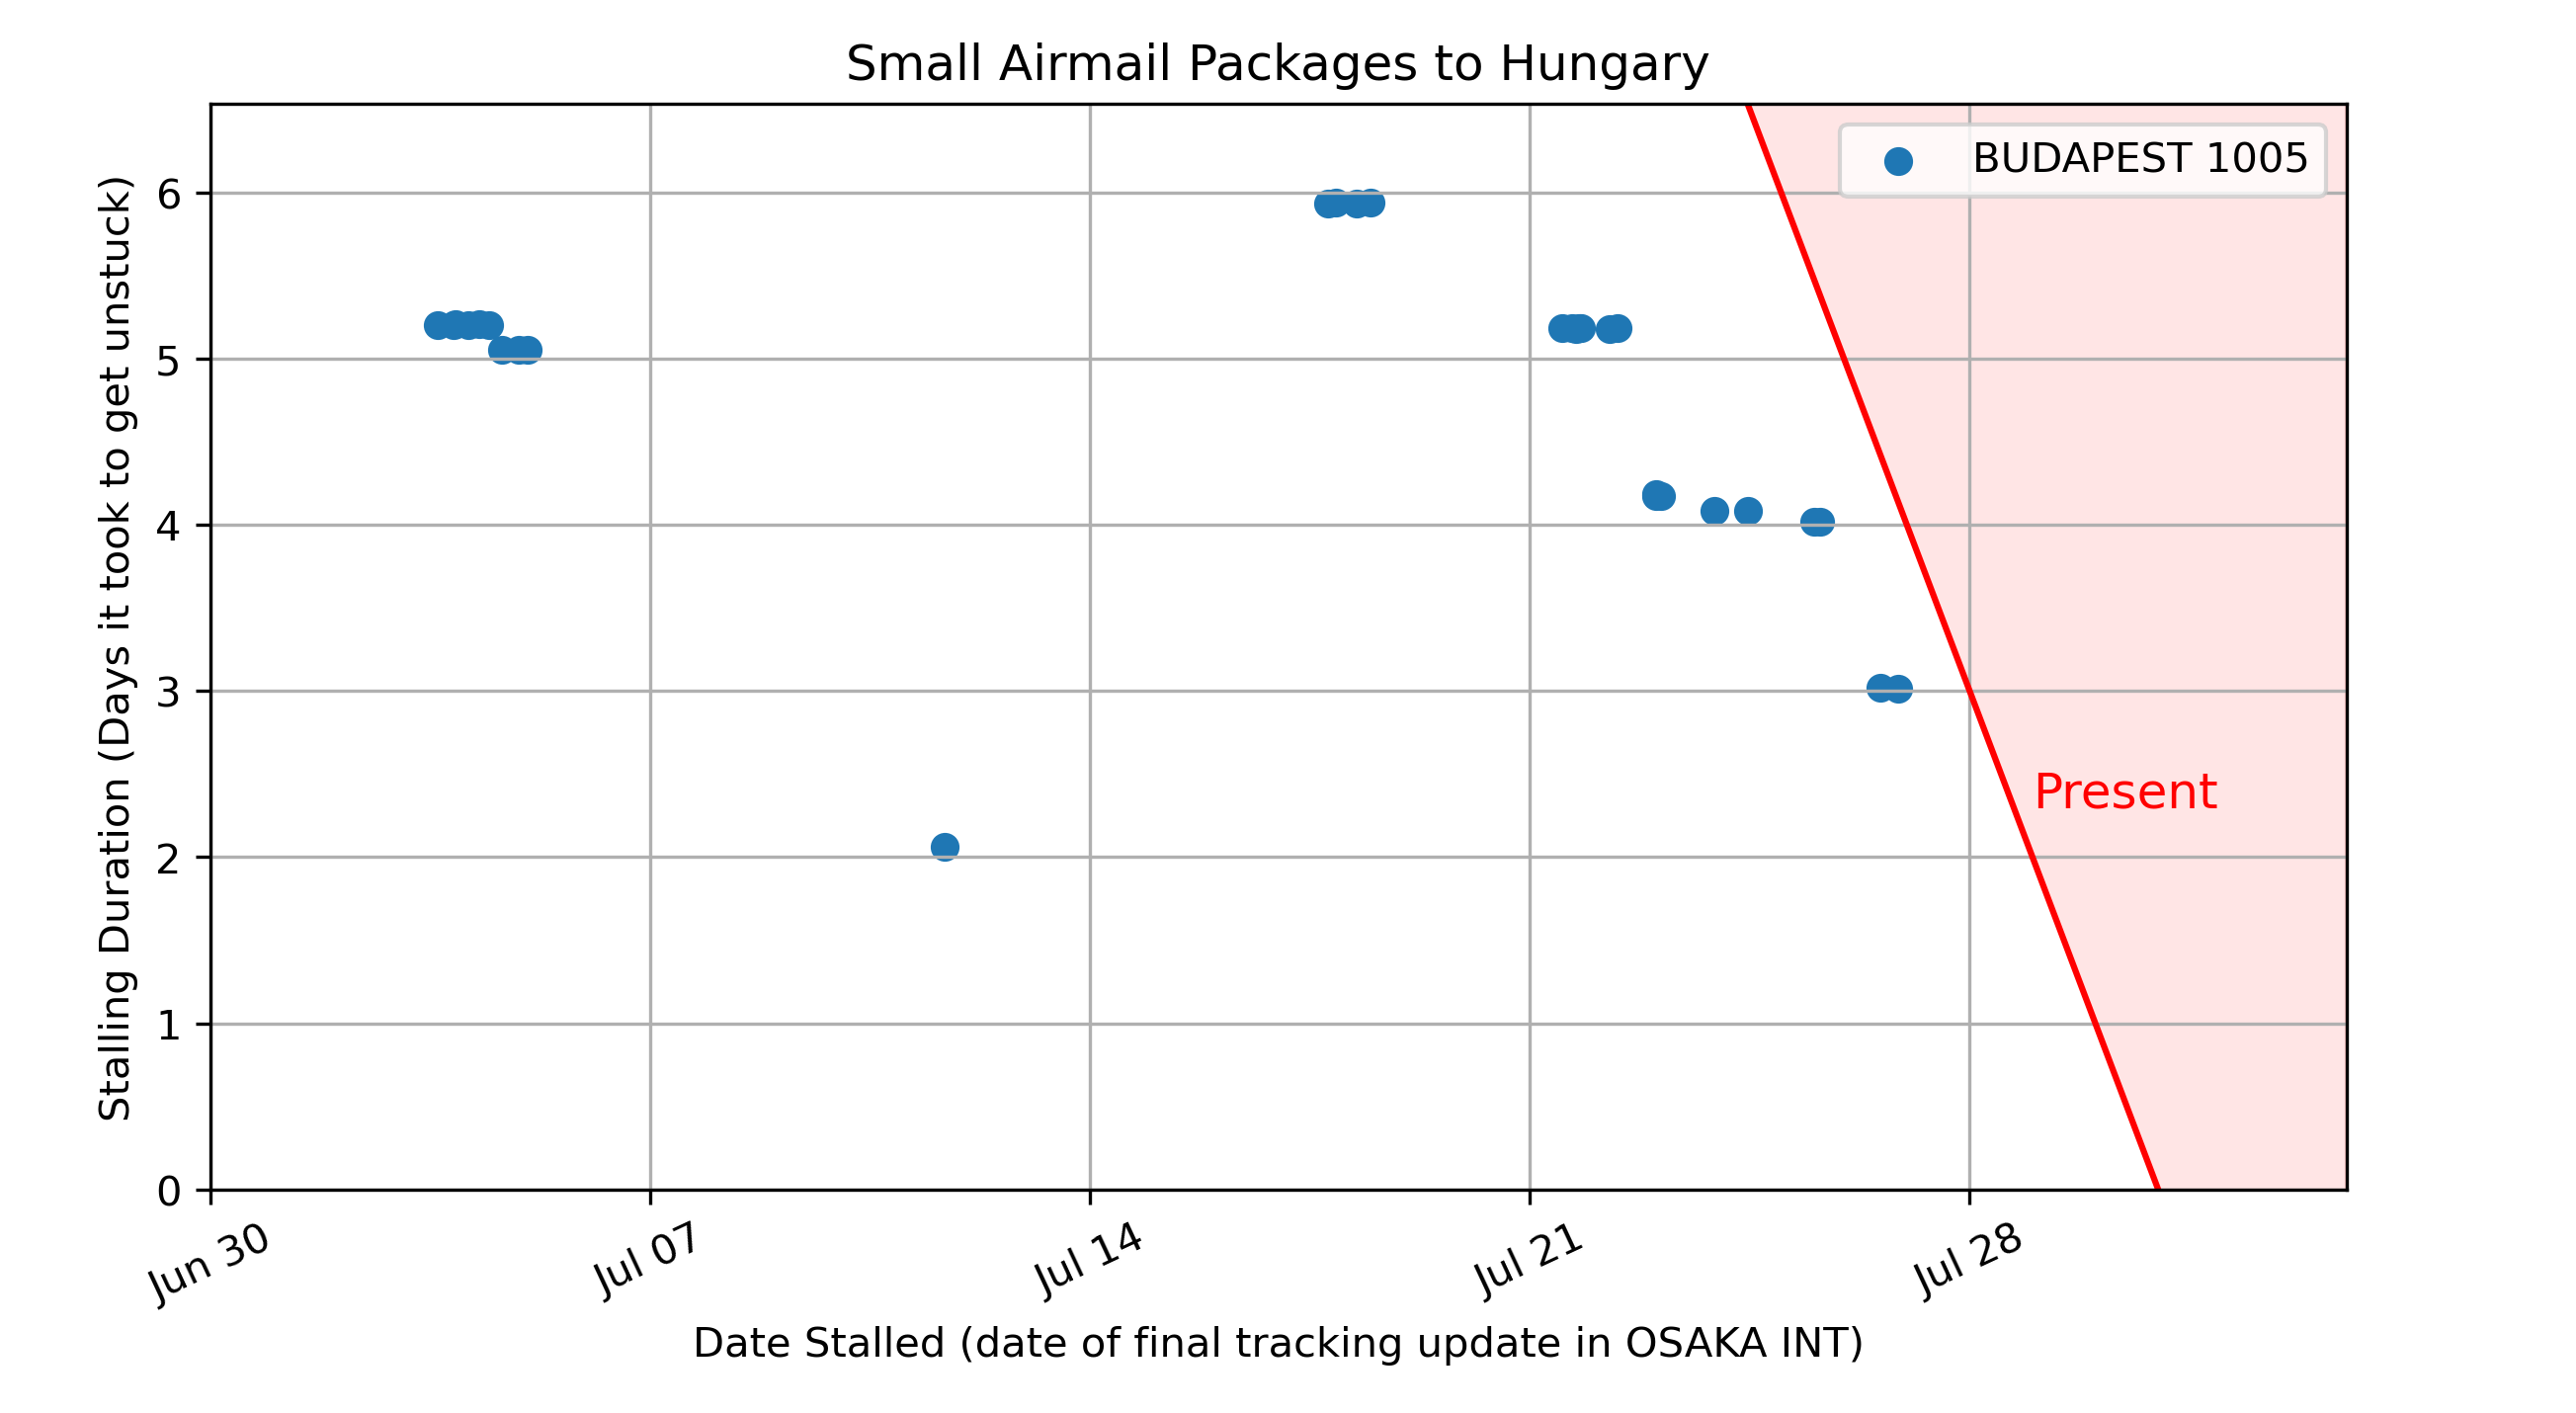 Small Airmail Packages to Hungary
BUDAPEST 1005
Stalling Duration (Days it took to get unstuck)
6
5
4
3
2
1
0
Present
Jun 30
Jul 07
Jul 14
Jul 21
Jul 28
Date Stalled (date of final tracking update in OSAKA INT)